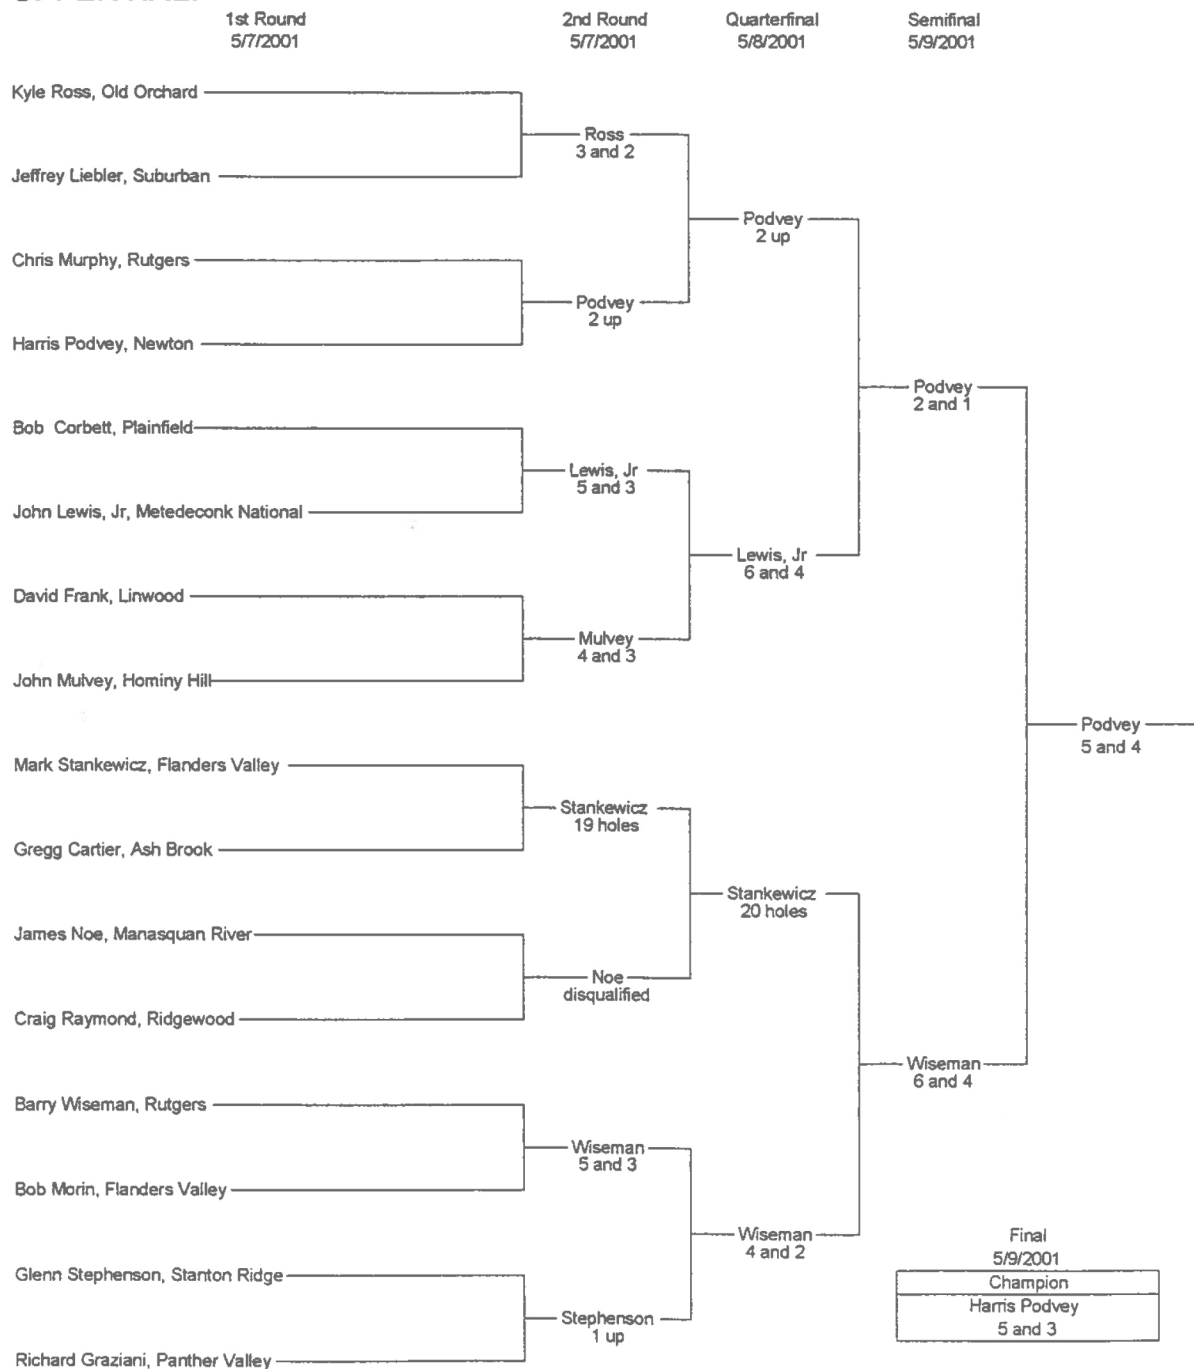 1st Round 2nd Round Quarterfinal Semifinal
5/7/2001 5/7/2001 5/8/2001 5/9/2001
Kyle Ross, Old Orchard
Ross
3 and 2
Jeffrey Liebler, Suburban
Podvey
2 up
Chris Murphy, Rutgers
Podvey
2 up
Harris Podvey, Newton
Podvey
2 and 1
Bob Corbett, Plainfield
Lewis, Jr
5 and 3
John Lewis, Jr, Metedeconk National
Lewis, Jr
6 and 4
David Frank, Linwood
Mulvey
4 and 3
John Mulvey, Hominy Hill
Podvey
5 and 4
Mark Stankewicz, Flanders Valley
Stankewicz
19 holes
Gregg Cartier, Ash Brook
Stankewicz
20 holes
James Noe, Manasquan River
Noe
disqualified
Craig Raymond, Ridgewood
Wiseman
6 and 4
Barry Wiseman, Rutgers
Wiseman
5 and 3
Bob Morin, Flanders Valley
Wiseman
4 and 2
Final
5/9/2001
Glenn Stephenson, Stanton Ridge
Champion
Harris Podvey
5 and 3
Stephenson
1 up
Richard Graziani, Panther Valley